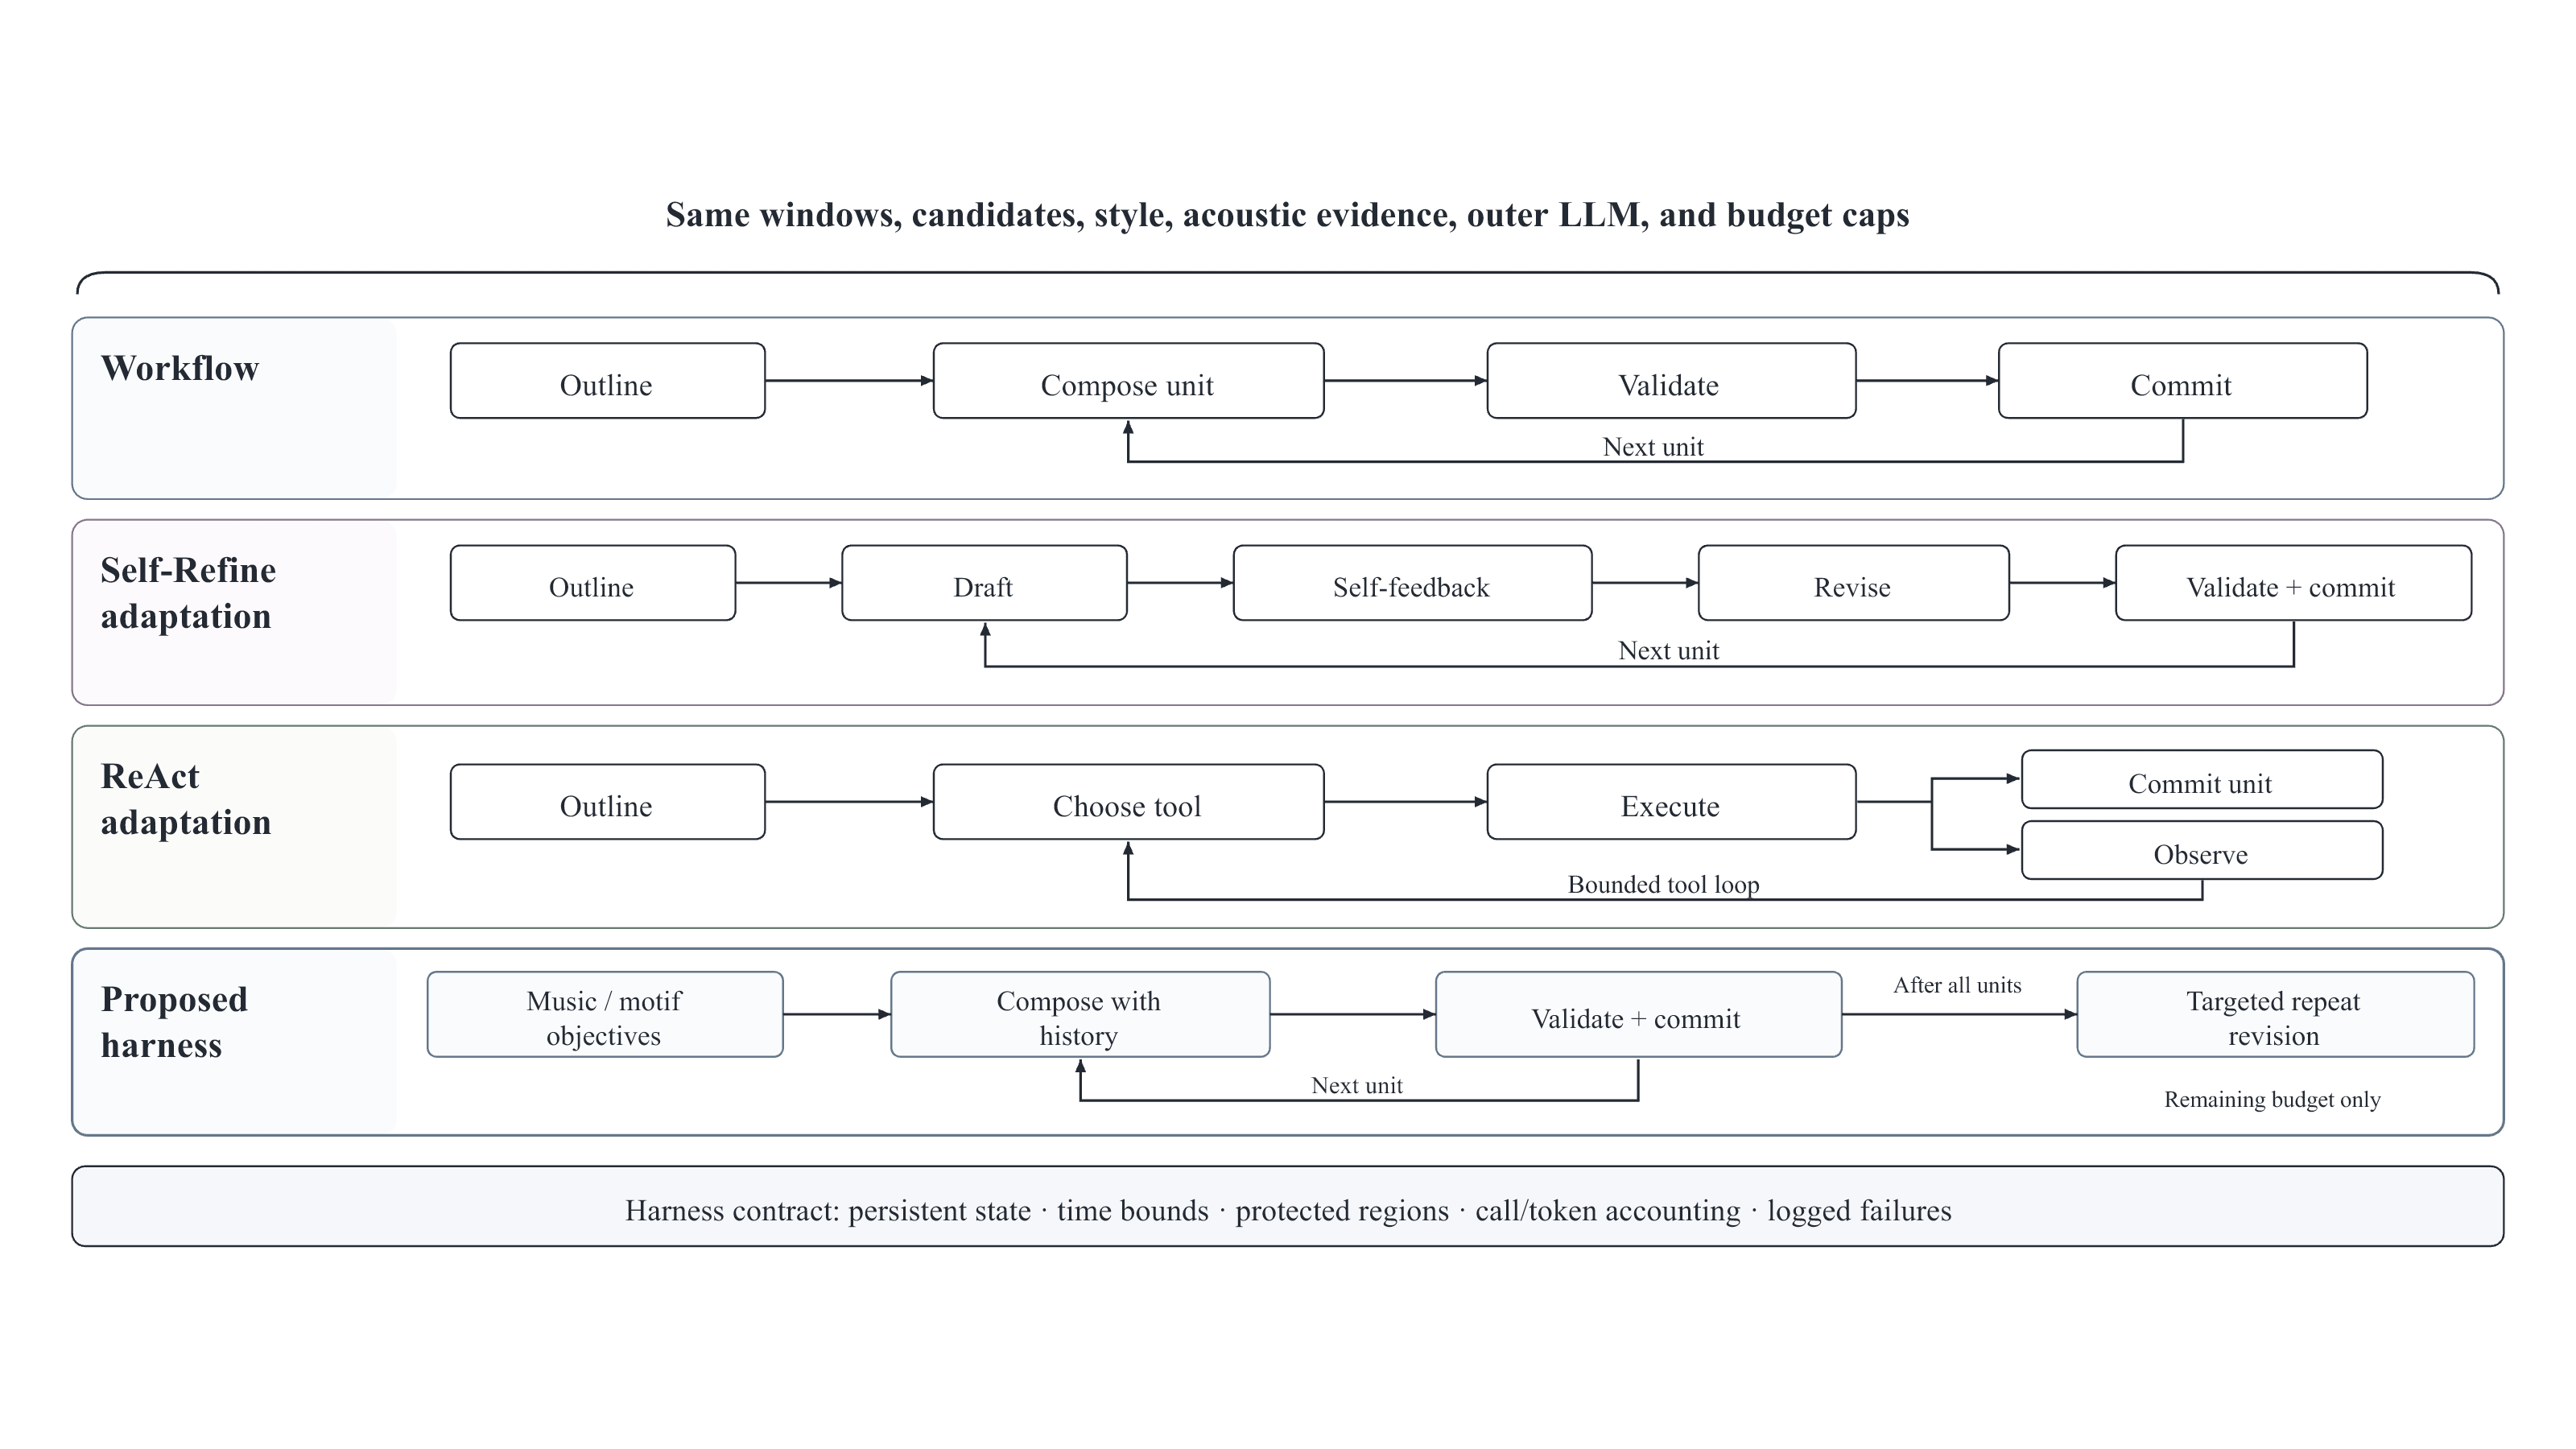 Same windows, candidates, style, acoustic evidence, outer LLM, and budget caps
Workflow
Outline
Compose unit
Validate
Commit
Next unit
Self-Refine
adaptation
Outline
Draft
Self-feedback
Revise
Validate + commit
Next unit
ReAct
adaptation
Outline
Choose tool
Execute
Commit unit
Observe
Bounded tool loop
Proposed
harness
Music / motif
objectives
Compose with
history
Validate + commit
After all units
Targeted repeat
revision
Next unit
Remaining budget only
Harness contract: persistent state · time bounds · protected regions · call/token accounting · logged failures